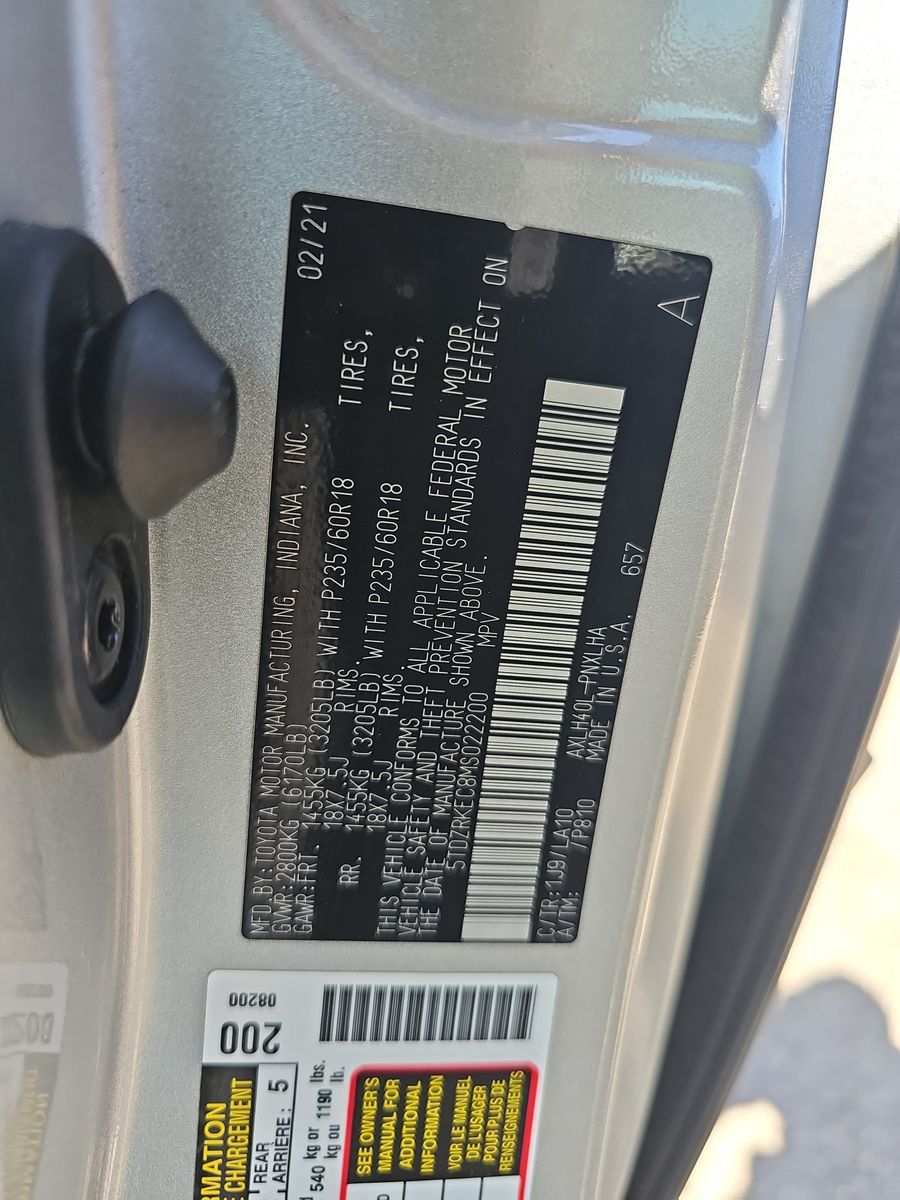 MFD.BY:TOYOTA MOTOR MANUFACTURING, INDIANA, INC. 02/21
GVWR:2800KG (6170LB)
GAWR:FRT. 1455KG (3205LB) WITH P235/60R18 TIRES,
18X7.5J RIMS.
RR. 1455KG (3205LB) WITH P235/60R18 TIRES,
18X7.5J RIMS.
THIS VEHICLE CONFORMS TO ALL APPLICABLE FEDERAL MOTOR
VEHICLE SAFETY AND THEFT PREVENTION STANDARDS IN EFFECT ON
THE DATE OF MANUFACTURE SHOWN ABOVE.
5TDZRKEC8MS022200 MPV
C/TR:1J9/LA10 AXLH40L-PNXLHA
A/TM: /P810 MADE IN U.S.A. 657
A
200
08200
REAR
ARRIÈRE: 5
540 kg or 1190 lbs.
kg ou 1190 lb.
SEE OWNER'S
MANUAL FOR
ADDITIONAL
INFORMATION
VOIR LE MANUEL
DE L'USAGER
POUR PLUS DE
RENSEIGNEMENTS